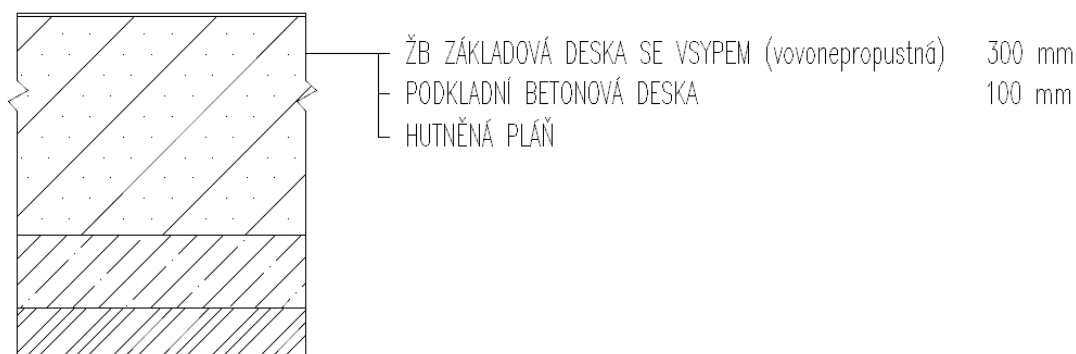 ŽB ZÁKLADOVÁ DESKA SE VSYPEM (vovonepropustná) 300 mm
PODKLADNÍ BETONOVÁ DESKA 100 mm
HUTNĚNÁ PLÁŇ